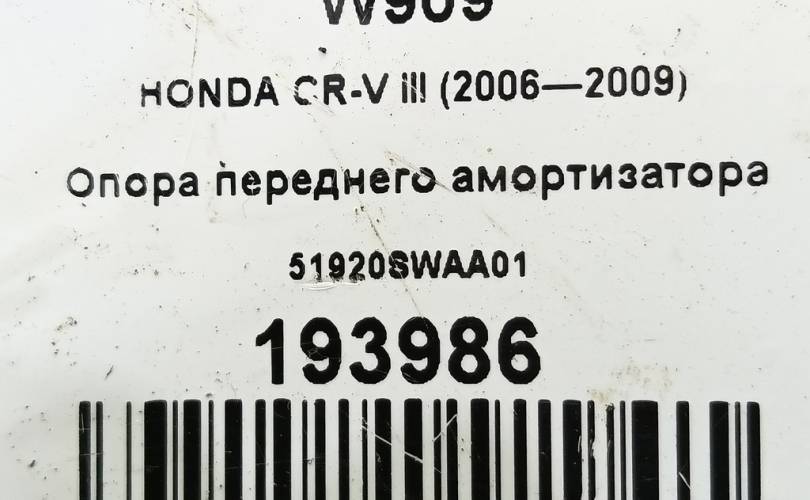 W909
HONDA CR-V III (2006—2009)
Опора переднего амортизатора
51920SWAA01
193986